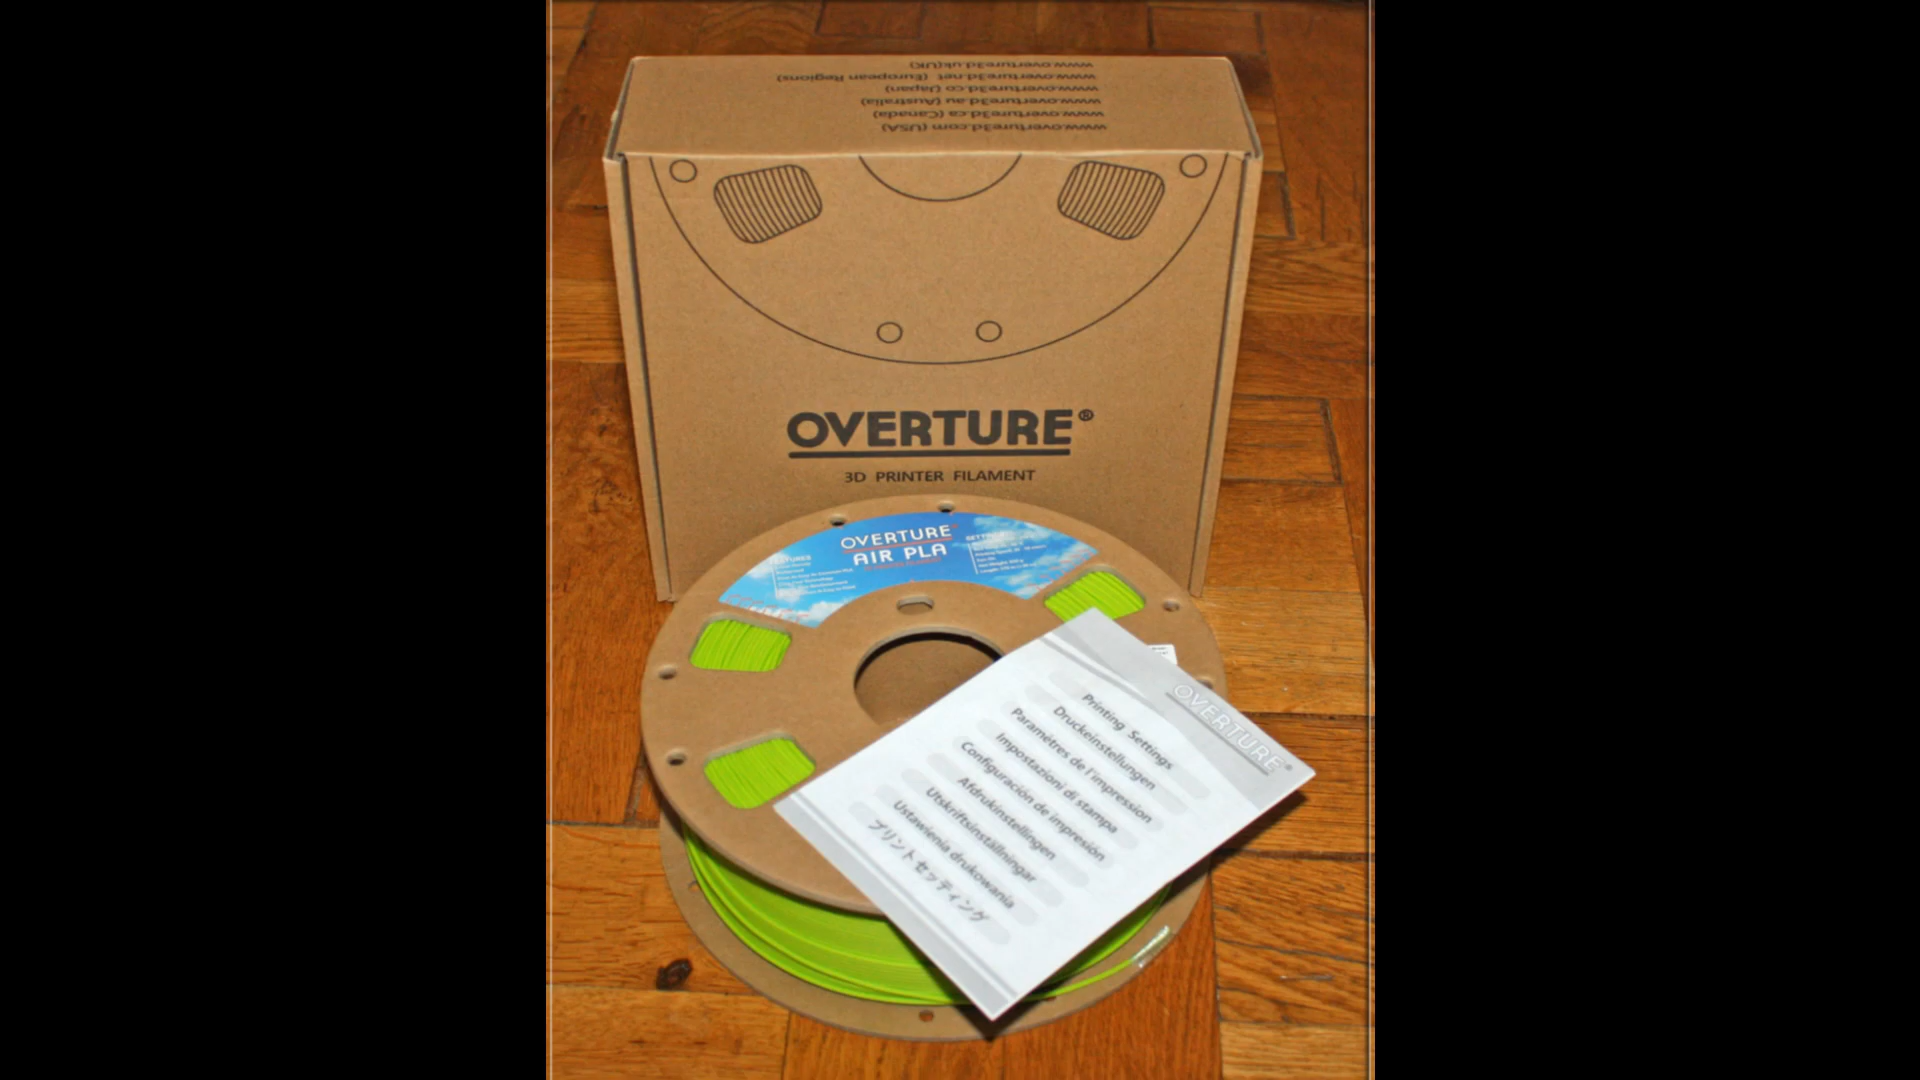 www.overture3d.com (USA)
www.overture3d.ca (Canada)
www.overture3d.au (Australia)
www.overture3d.co (Japan)
www.overture3d.net (European Regions)
www.overture3d.uk(UK)
OVERTURE®
3D PRINTER FILAMENT
OVERTURE
AIR PLA
OVERTURE®
Printing Settings
Druckeinstellungen
Paramètres de l'impression
Impostazioni di stampa
Configuración de impresión
Afdrukinstellingen
Utskriftsinställningar
Ustawienia drukowania
プリントセッティング